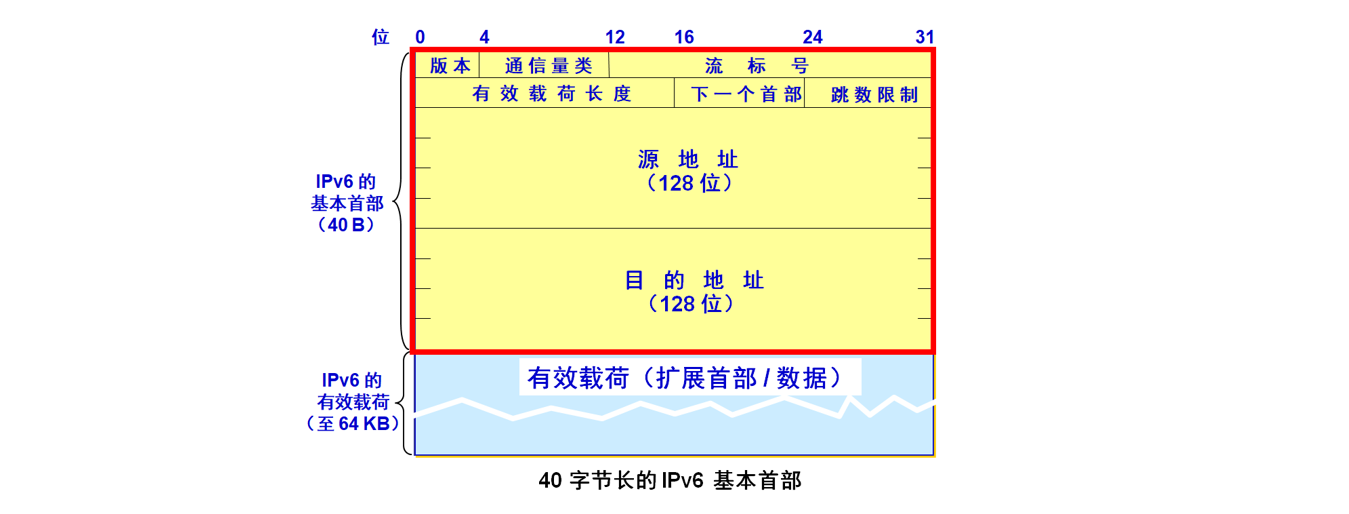 位 0 4 12 16 24 31
版本 通信量类 流标号
有效载荷长度 下一个首部 跳数限制
源地址
（128 位）
IPv6 的
基本首部
（40 B）
目的地址
（128 位）
有效载荷（扩展首部 / 数据）
IPv6 的
有效载荷
（至 64 KB）
40 字节长的 IPv6 基本首部